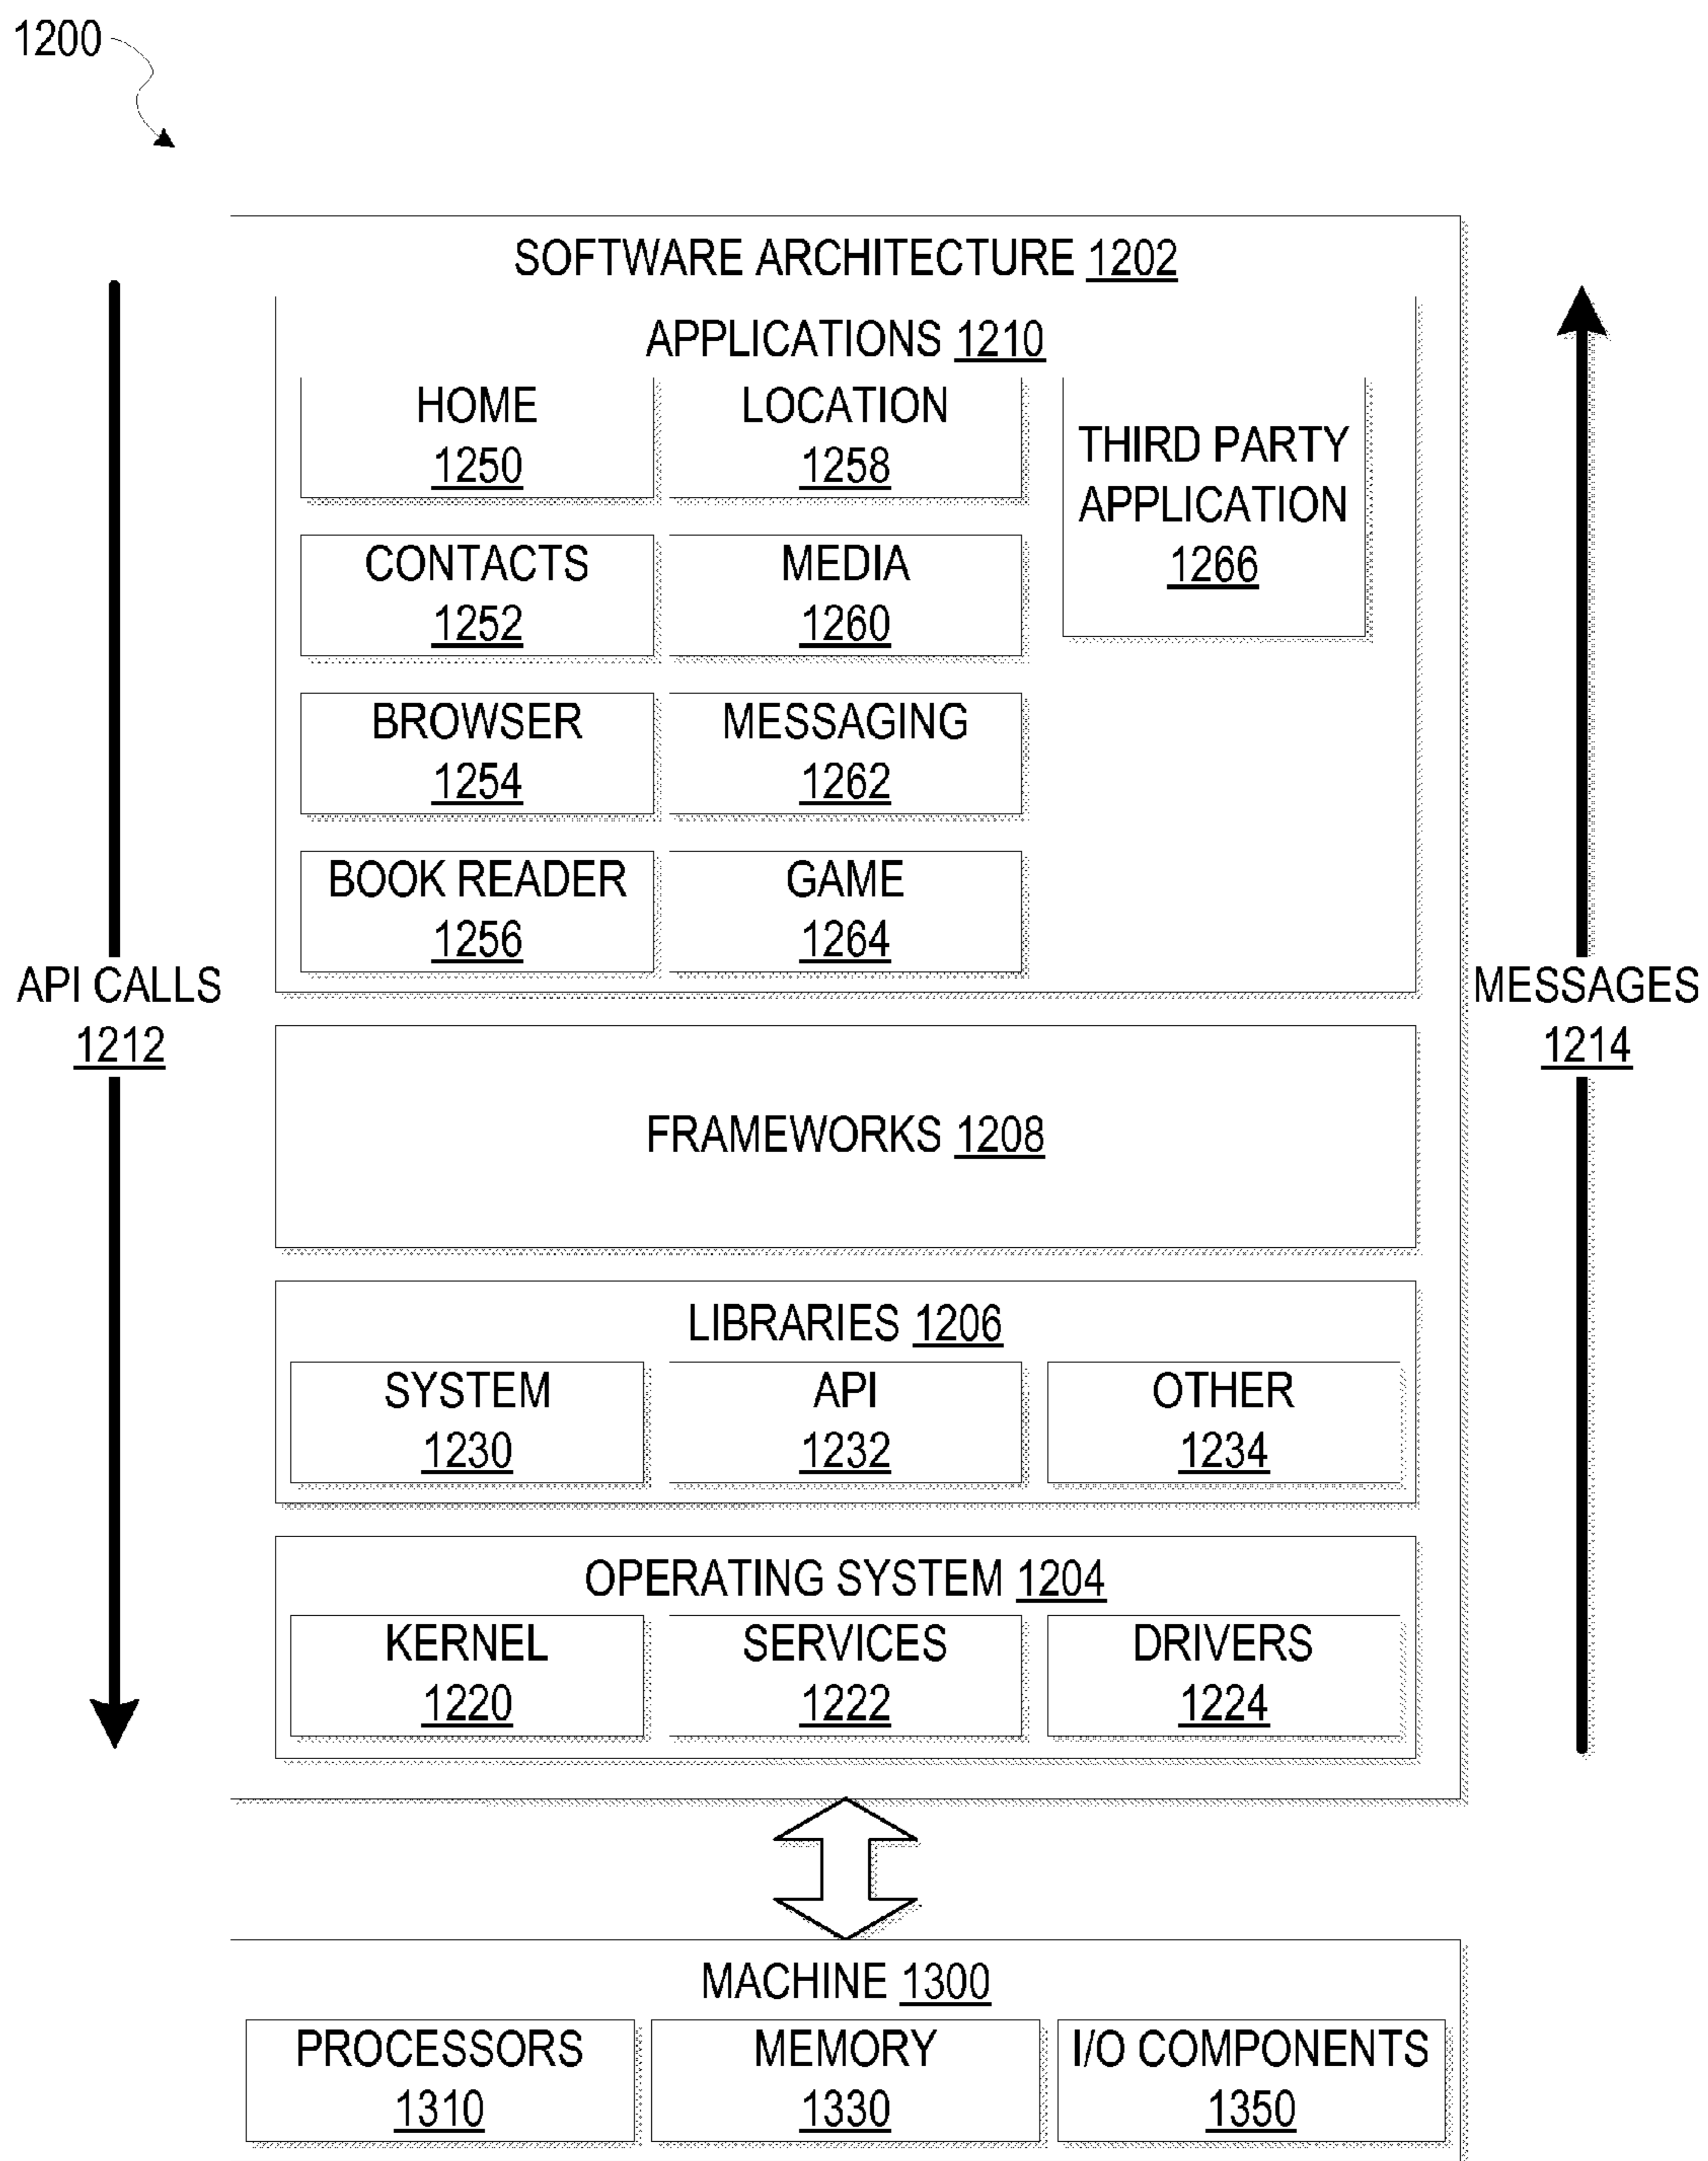 1200
SOFTWARE ARCHITECTURE 1202
APPLICATIONS 1210
HOME
1250
LOCATION
1258
THIRD PARTY
APPLICATION
1266
CONTACTS
1252
MEDIA
1260
BROWSER
1254
MESSAGING
1262
BOOK READER
1256
GAME
1264
API CALLS
1212
MESSAGES
1214
FRAMEWORKS 1208
LIBRARIES 1206
SYSTEM
1230
API
1232
OTHER
1234
OPERATING SYSTEM 1204
KERNEL
1220
SERVICES
1222
DRIVERS
1224
MACHINE 1300
PROCESSORS
1310
MEMORY
1330
I/O COMPONENTS
1350